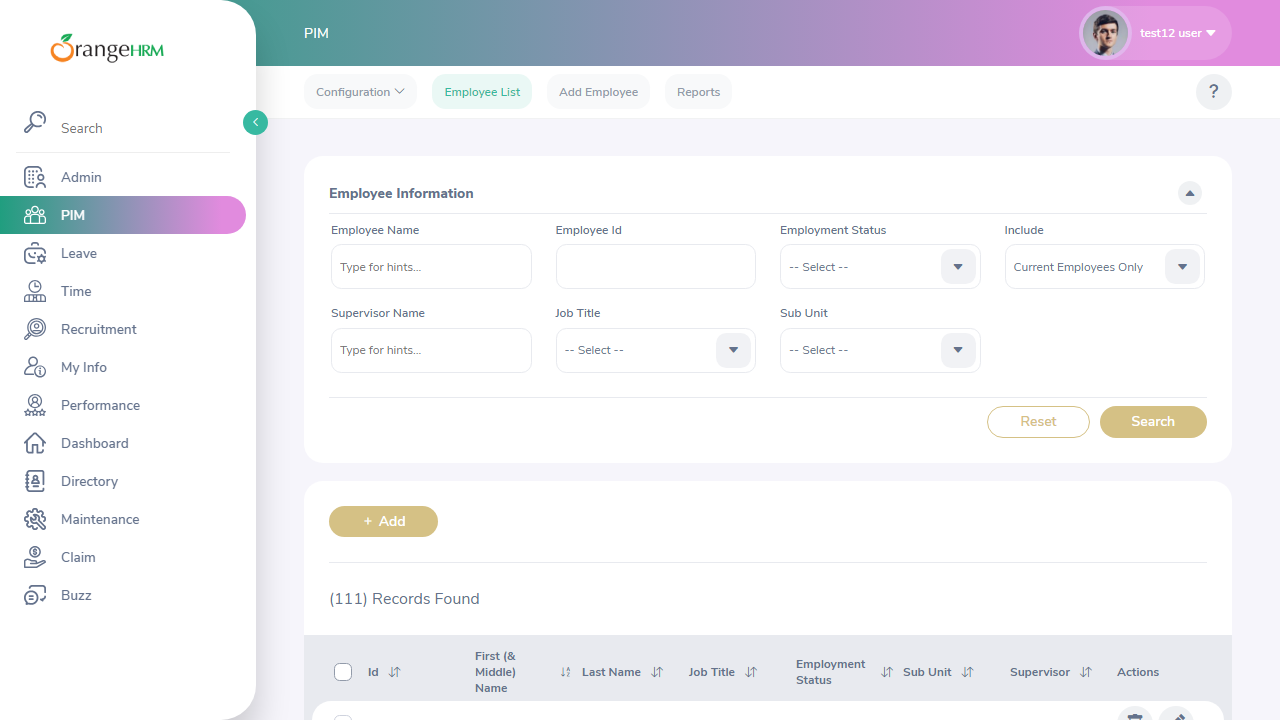 OrangeHRM
PIM
test12 user
Configuration
Employee List
Add Employee
Reports
?
Search
Admin
PIM
Leave
Time
Recruitment
My Info
Performance
Dashboard
Directory
Maintenance
Claim
Buzz
Employee Information
Employee Name
Employee Id
Employment Status
Include
Type for hints...
-- Select --
Current Employees Only
Supervisor Name
Job Title
Sub Unit
Type for hints...
-- Select --
-- Select --
Reset
Search
+ Add
(111) Records Found
Id
First (&
Middle)
Name
Last Name
Job Title
Employment
Status
Sub Unit
Supervisor
Actions